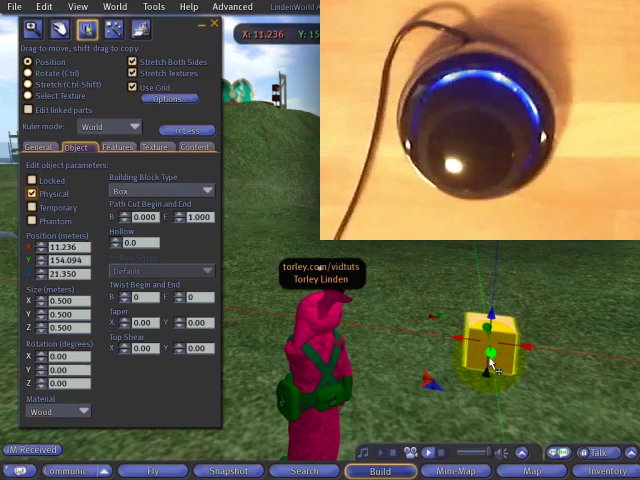 File Edit View World Tools Help Advanced LindenWorld A
X: 11.236 Y: 15
Drag to move, shift-drag to copy
Position
Rotate (Ctrl)
Stretch (Ctrl-Shift)
Select Texture
Edit linked parts
Stretch Both Sides
Stretch Textures
Use Grid
Options...
Ruler mode: World
<< Less
General Object Features Texture Content
Edit object parameters:
Locked
Physical
Temporary
Phantom
Position (meters)
X 11.236
Y 154.094
Z 21.350
Size (meters)
X 0.500
Y 0.500
Z 0.500
Rotation (degrees)
X 0.00
Y 0.00
Z 0.00
Material
Wood
Building Block Type
Box
Path Cut Begin and End
B 0.000 E 1.000
Hollow
0.0
Hollow Shape
Default
Twist Begin and End
B 0 E 0
Taper
X 0.00 Y 0.00
Top Shear
X 0.00 Y 0.00
torley.com/vidtuts
Torley Linden
IM Received
Talk
Communic Fly Snapshot Search Build Mini-Map Map Inventory